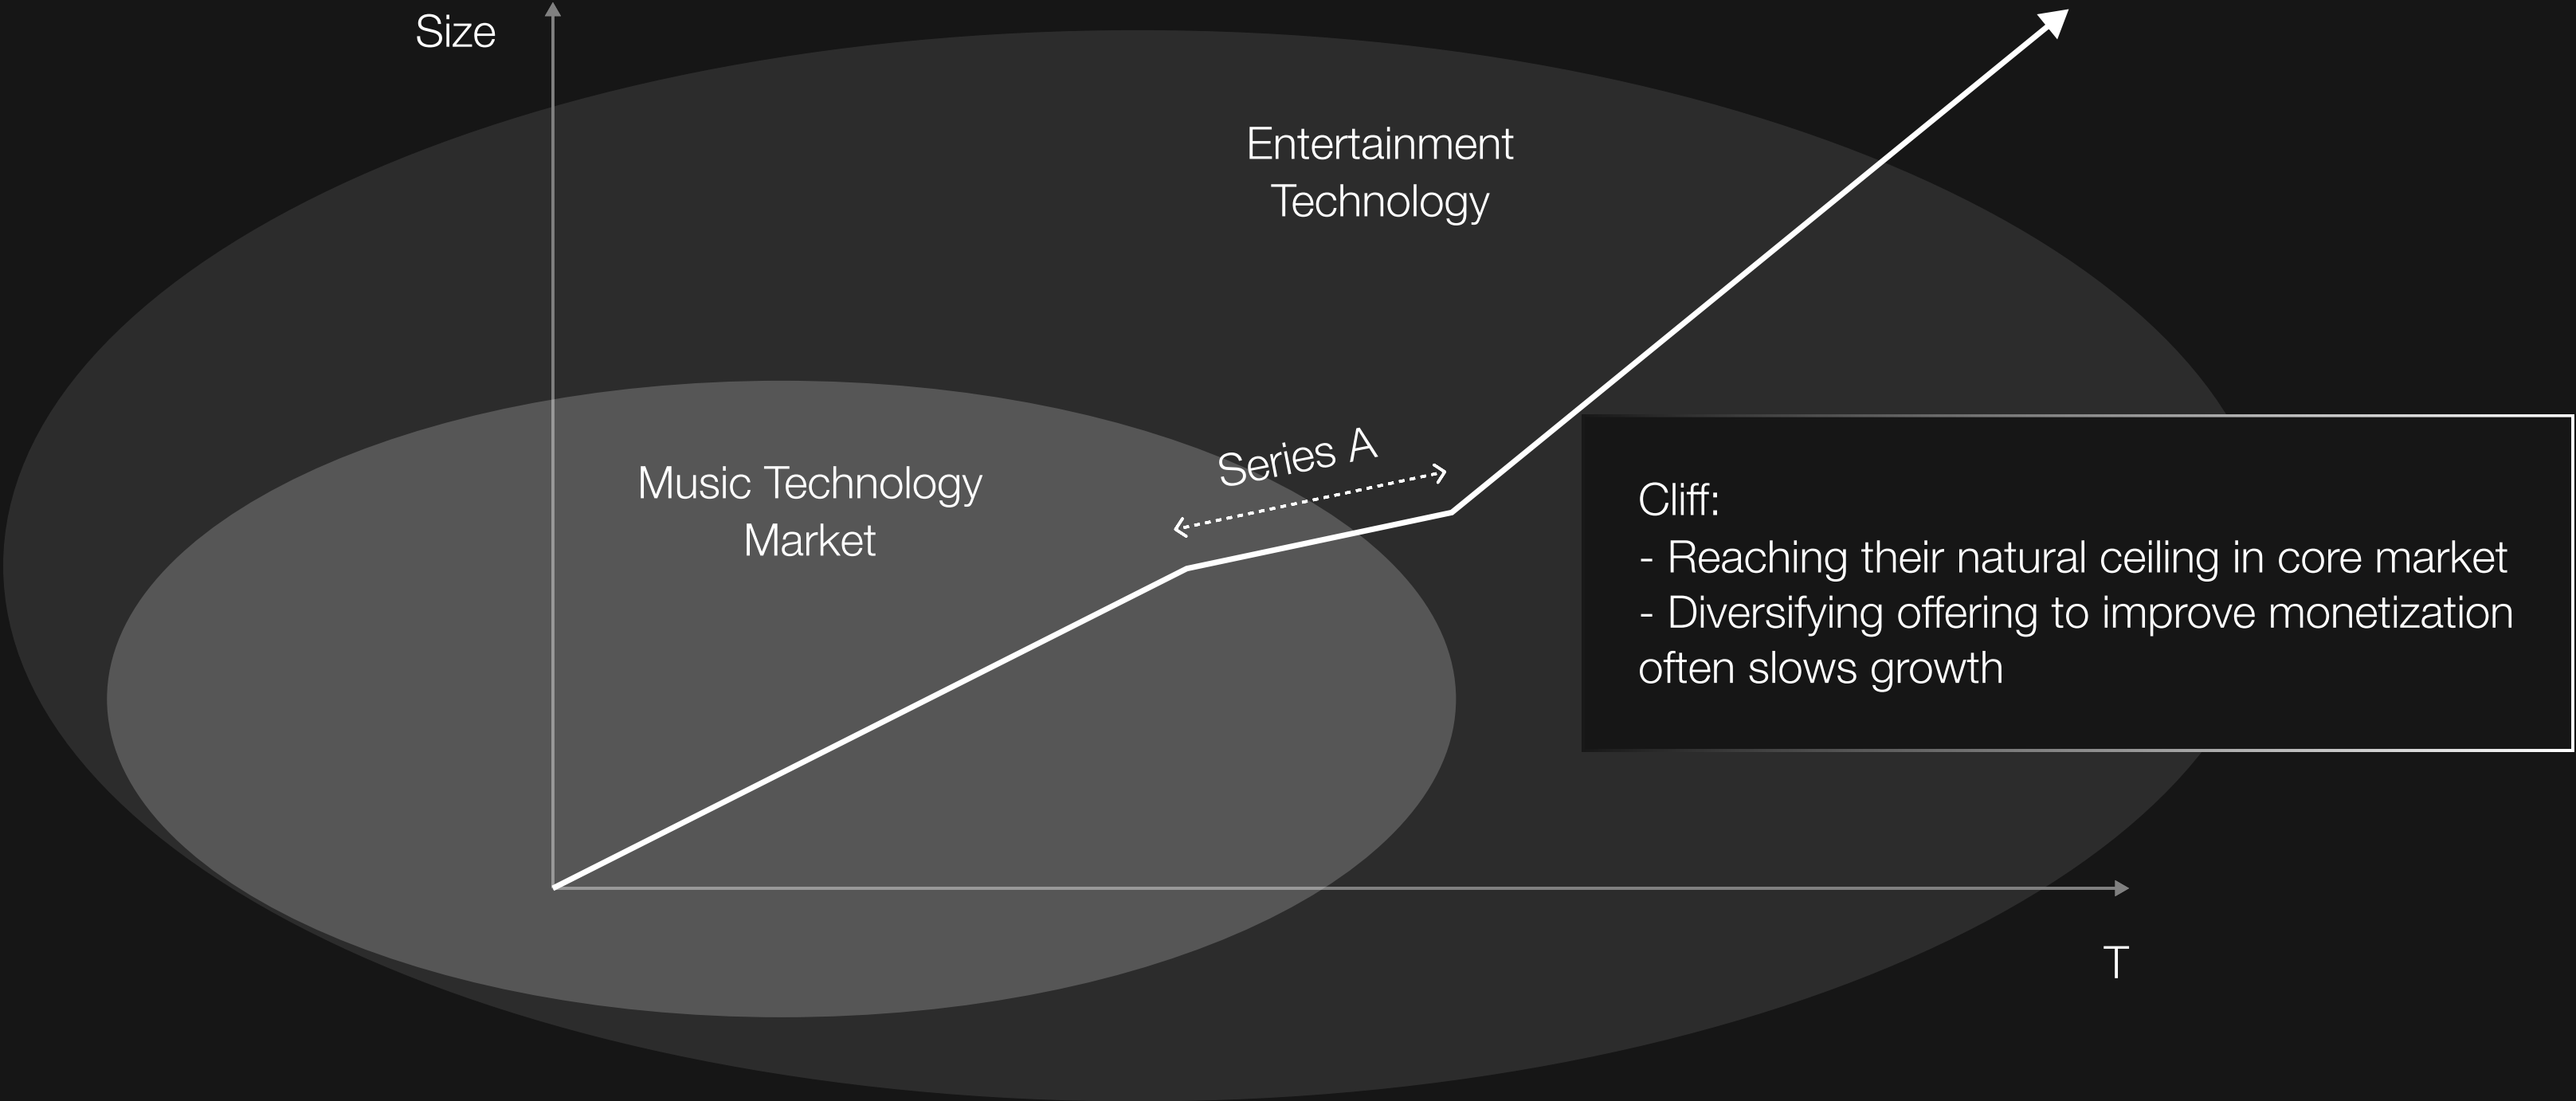 Size
Entertainment
Technology
Series A
Music Technology
Market
Cliff:
- Reaching their natural ceiling in core market
- Diversifying offering to improve monetization
often slows growth
T